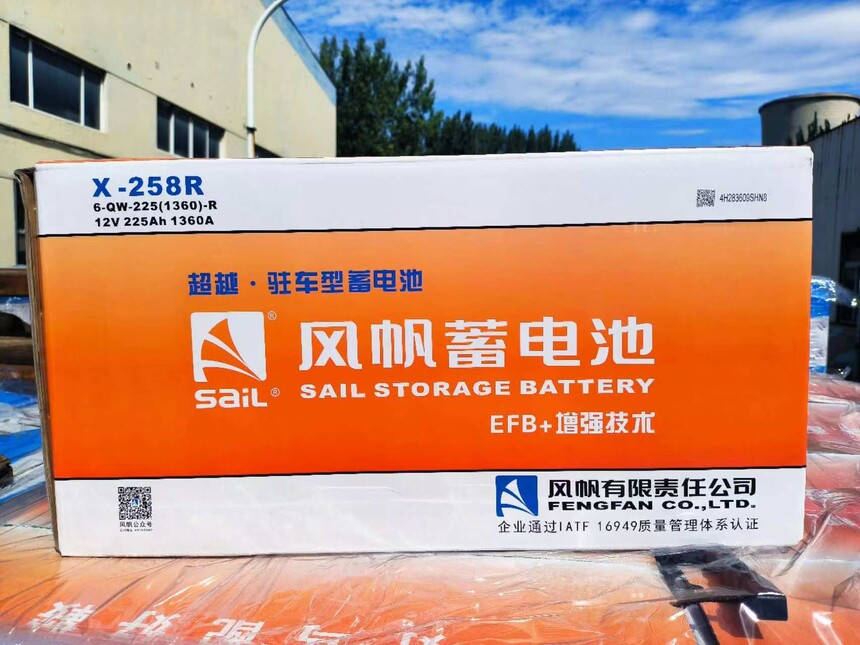 X-258R
6-QW-225(1360)-R
12V 225Ah 1360A
4H283609SHN8
超越·驻车型蓄电池
SAIL®
风帆蓄电池
SAIL STORAGE BATTERY
EFB+增强技术
风帆公众号
风帆有限责任公司
FENGFAN CO.,LTD.
企业通过IATF 16949质量管理体系认证
配好